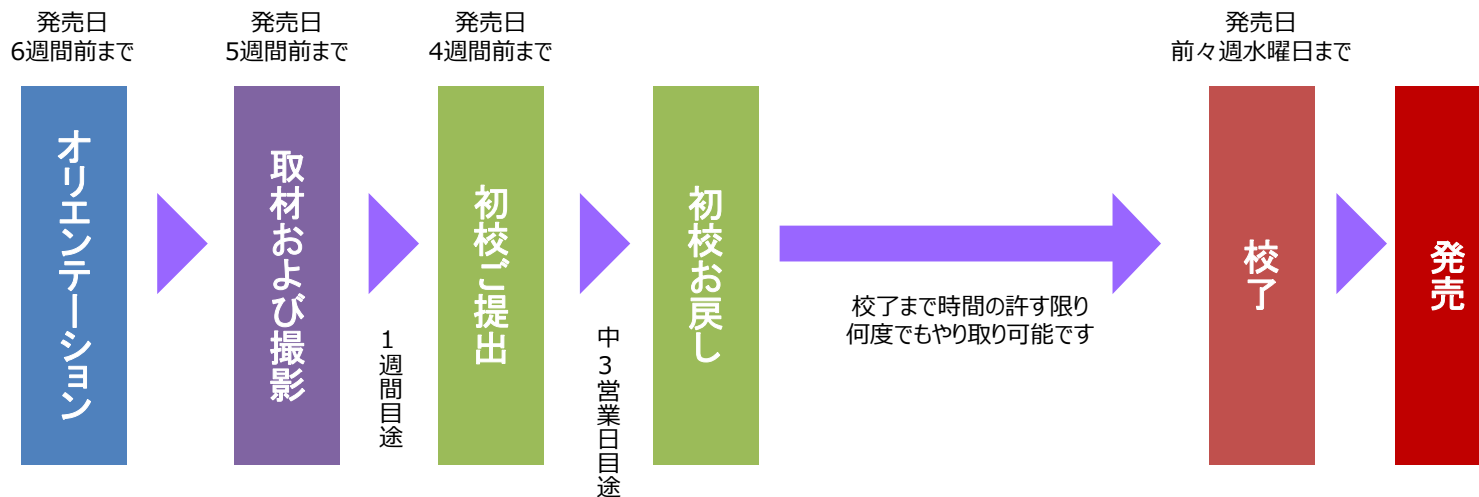 発売日
6週間前まで
発売日
5週間前まで
発売日
4週間前まで
発売日
前々週水曜日まで
オリエンテーション
取材および撮影
1週間目途
初校ご提出
中3営業日目途
初校お戻し
校了まで時間の許す限り
何度でもやり取り可能です
校了
発売